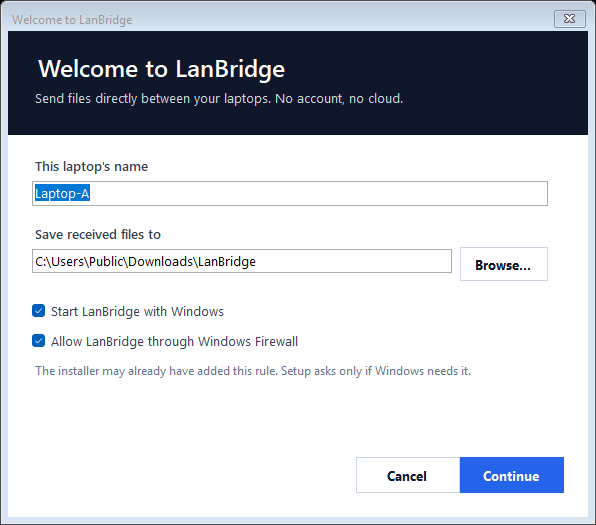 Welcome to LanBridge
Welcome to LanBridge
Send files directly between your laptops. No account, no cloud.
This laptop's name
Laptop-A
Save received files to
C:\Users\Public\Downloads\LanBridge
Browse...
Start LanBridge with Windows
Allow LanBridge through Windows Firewall
The installer may already have added this rule. Setup asks only if Windows needs it.
Cancel
Continue